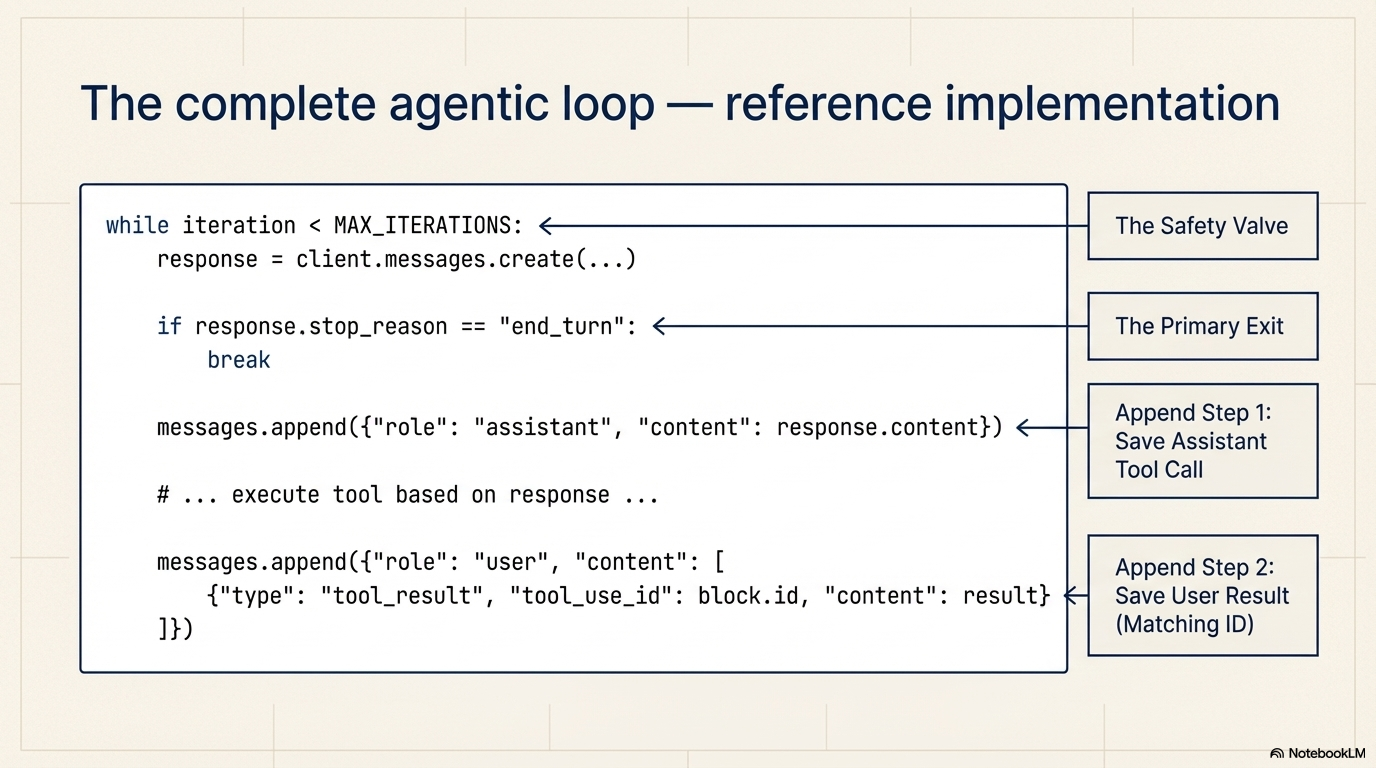 The complete agentic loop — reference implementation
while iteration < MAX_ITERATIONS:
    response = client.messages.create(...)
    if response.stop_reason == "end_turn":
        break
    messages.append({"role": "assistant", "content": response.content})
    # ... execute tool based on response ...
    messages.append({"role": "user", "content": [
        {"type": "tool_result", "tool_use_id": block.id, "content": result}
    ]})
The Safety Valve
The Primary Exit
Append Step 1:
Save Assistant
Tool Call
Append Step 2:
Save User Result
(Matching ID)
NotebookLM